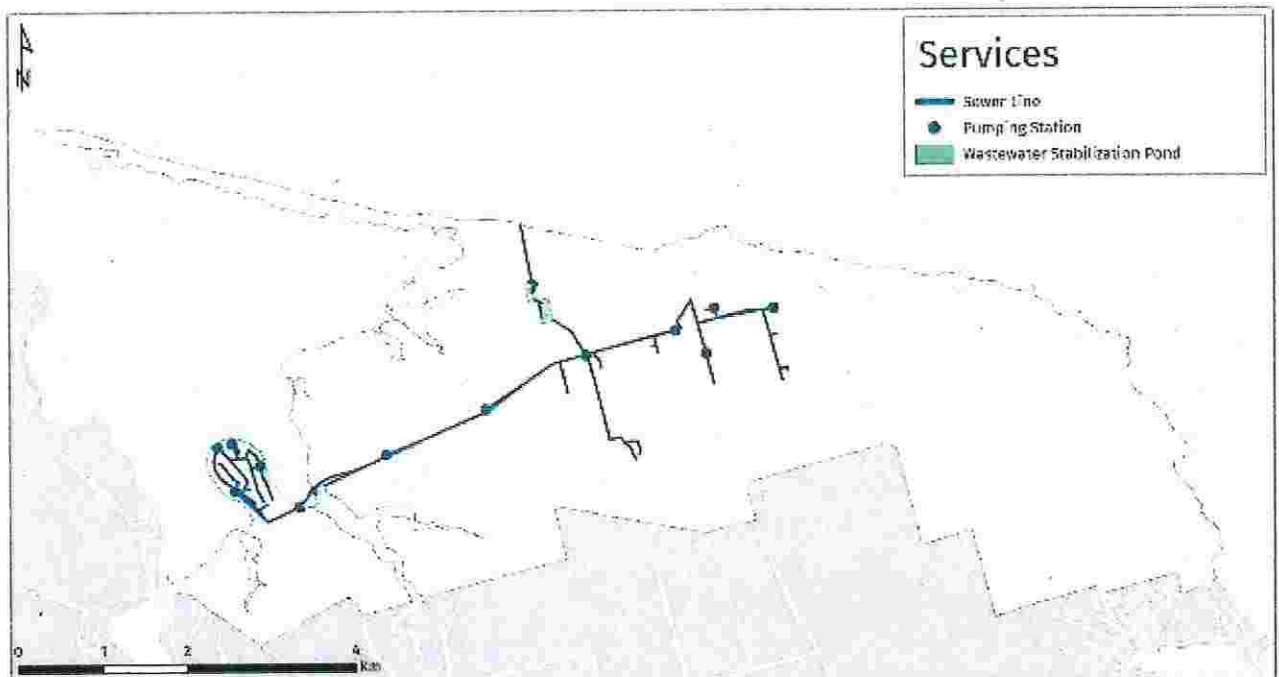 N
Services
Sewer Line
Pumping Station
Wastewater Stabilization Pond
0 1 2 4
Km